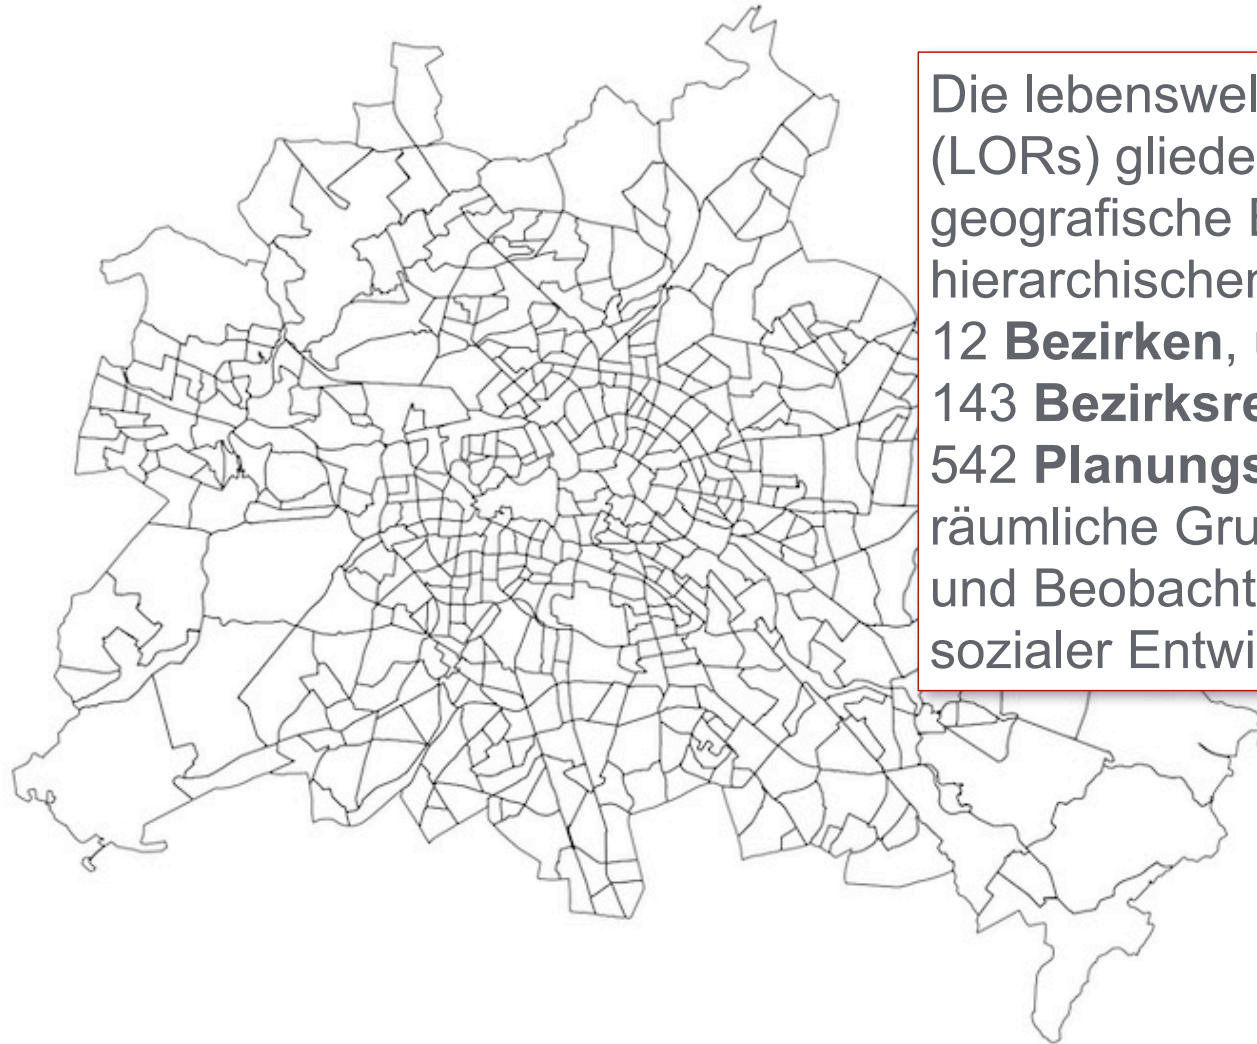 Die lebenswel
(LORs) gliede
geografische
hierarchischer
12 Bezirken,
143 Bezirksre
542 Planungs
räumliche Gru
und Beobacht
sozialer Entwi